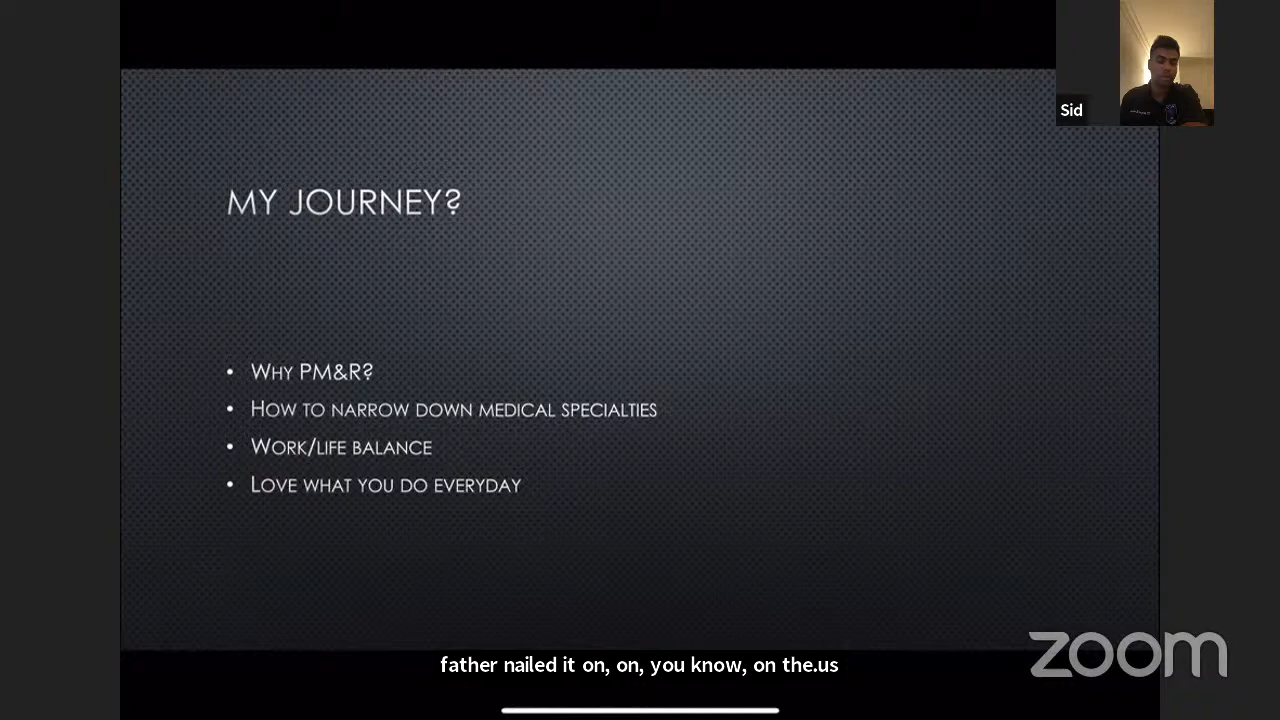 Sid
MY JOURNEY?
• WHY PM&R?
• HOW TO NARROW DOWN MEDICAL SPECIALTIES
• WORK/LIFE BALANCE
• LOVE WHAT YOU DO EVERYDAY
father nailed it on, on, you know, on the.us
zoom